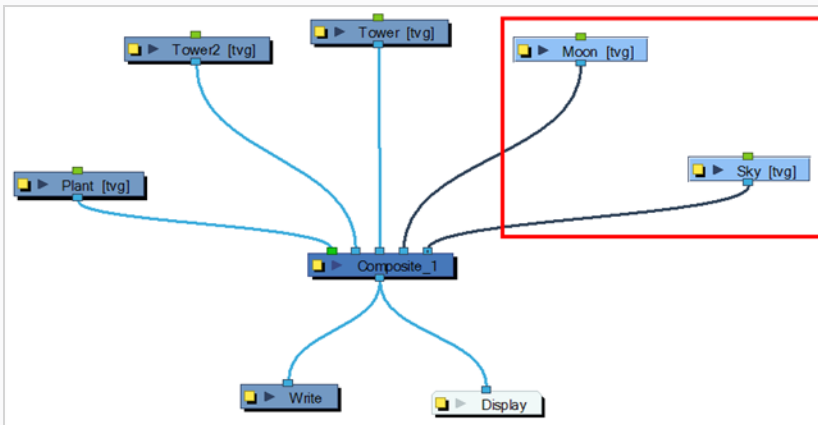 Tower [tvg]
Tower2 [tvg]
Moon [tvg]
Sky [tvg]
Plant [tvg]
Composite_1
Write
Display